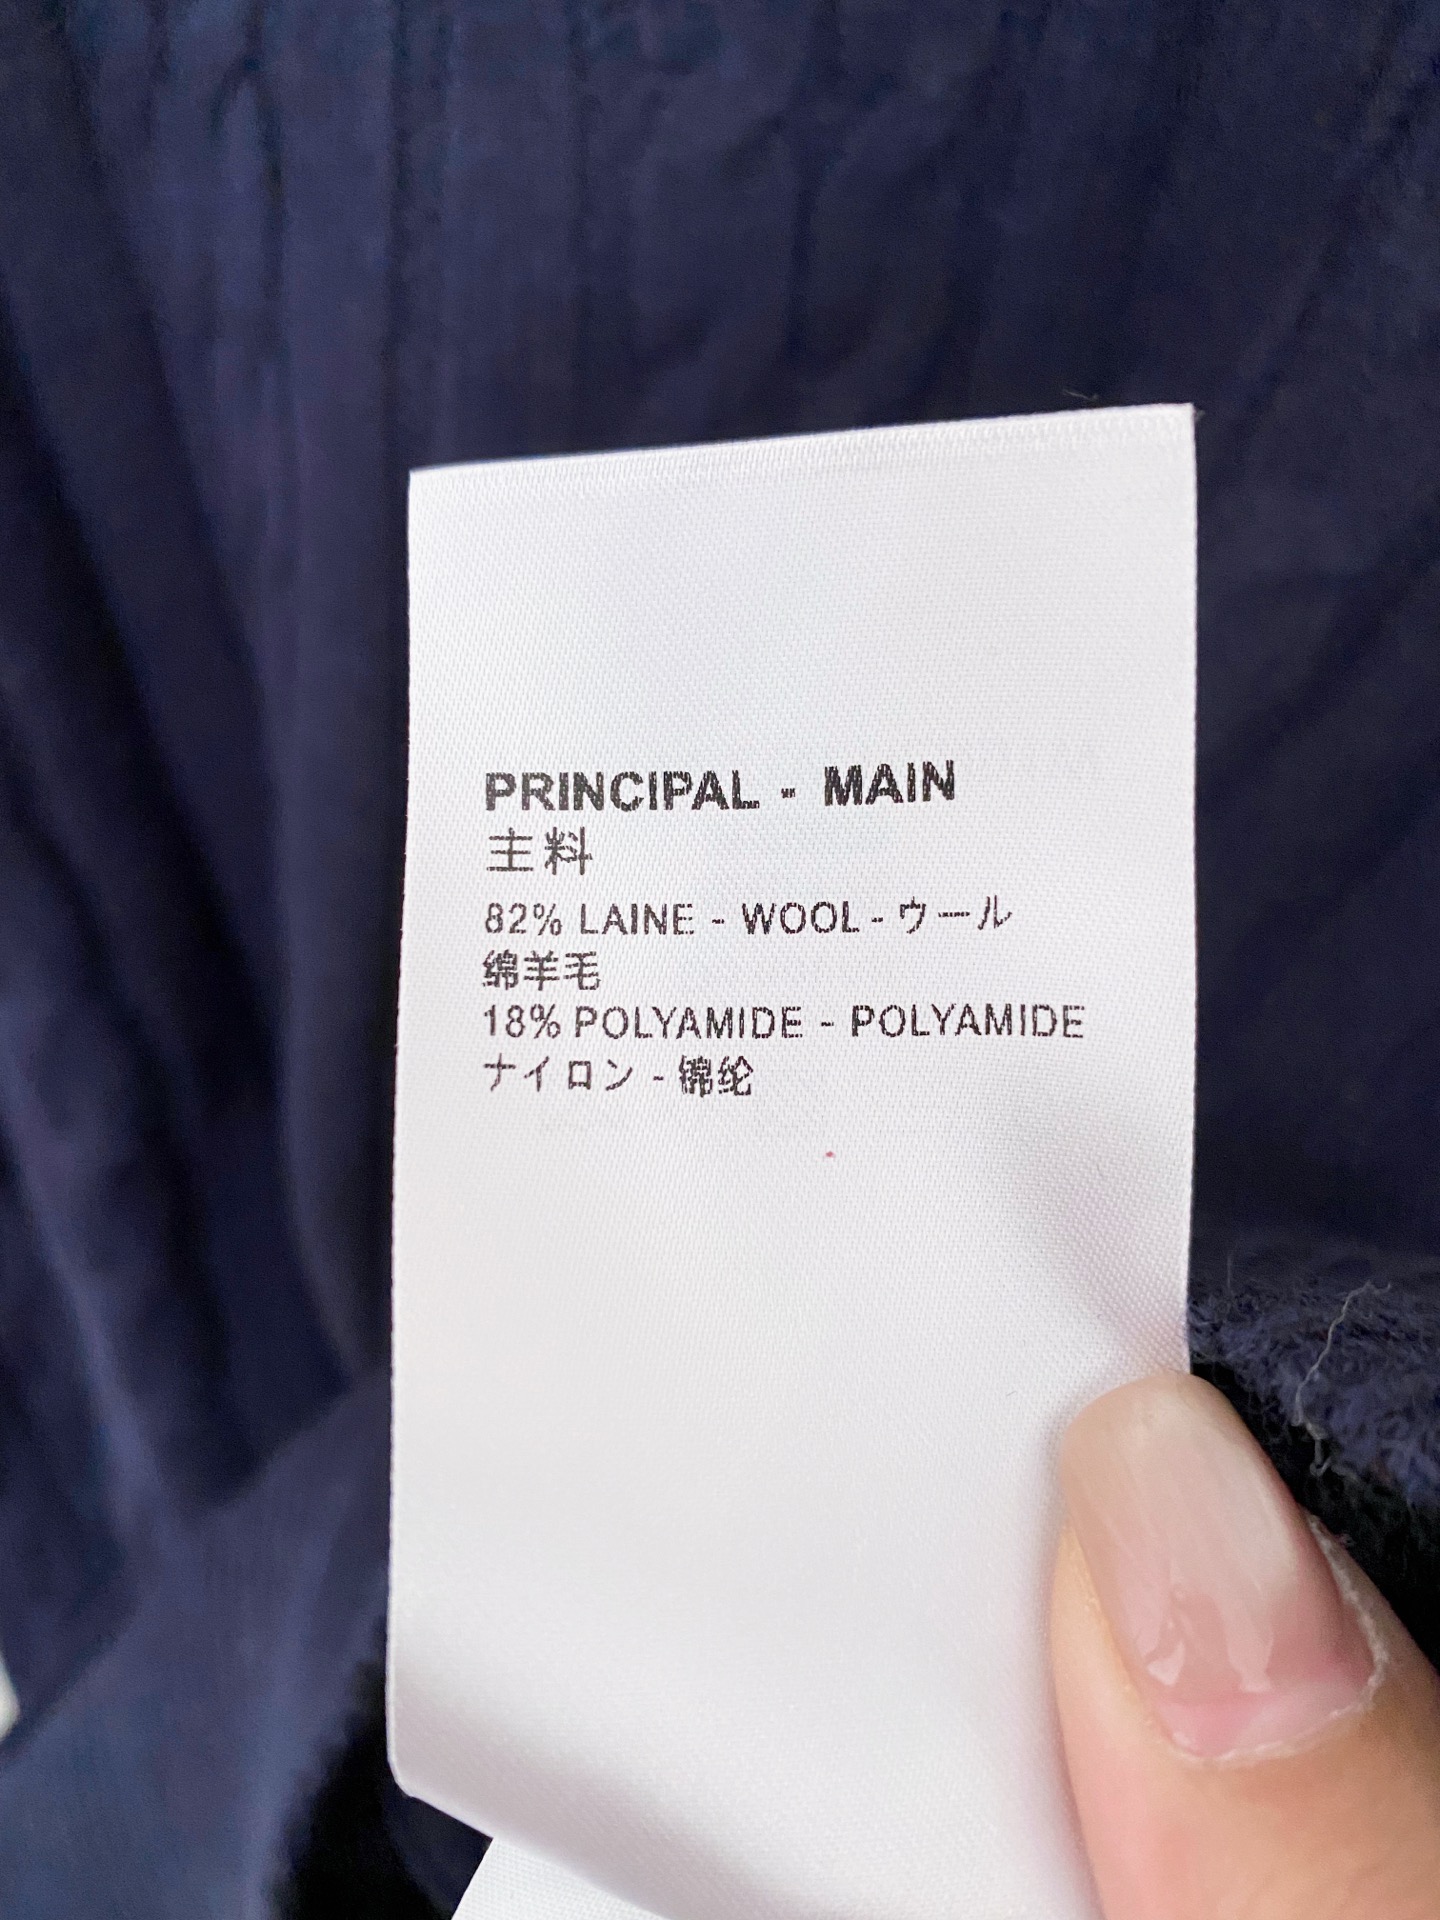 PRINCIPAL - MAIN
主料
82% LAINE - WOOL - ウール
绵羊毛
18% POLYAMIDE - POLYAMIDE
ナイロン - 锦纶